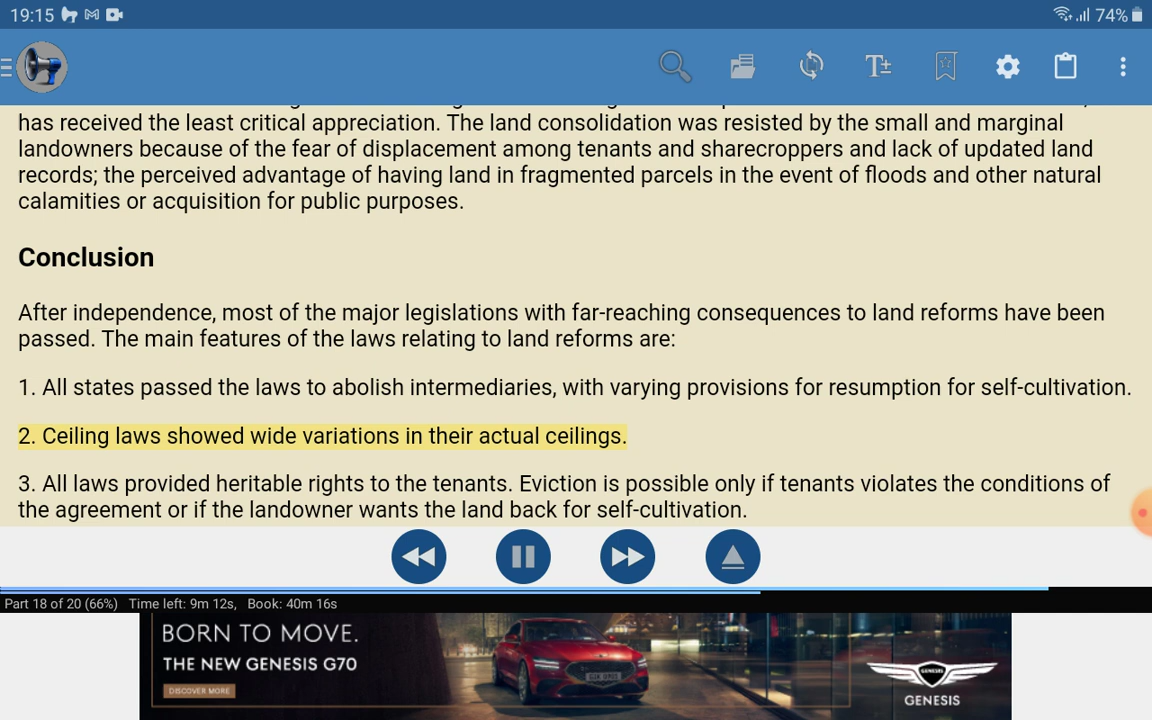 19:15
74%
T±
has received the least critical appreciation. The land consolidation was resisted by the small and marginal
landowners because of the fear of displacement among tenants and sharecroppers and lack of updated land
records; the perceived advantage of having land in fragmented parcels in the event of floods and other natural
calamities or acquisition for public purposes.
Conclusion
After independence, most of the major legislations with far-reaching consequences to land reforms have been
passed. The main features of the laws relating to land reforms are:
1. All states passed the laws to abolish intermediaries, with varying provisions for resumption for self-cultivation.
2. Ceiling laws showed wide variations in their actual ceilings.
3. All laws provided heritable rights to the tenants. Eviction is possible only if tenants violates the conditions of
the agreement or if the landowner wants the land back for self-cultivation.
Part 18 of 20 (66%) Time left: 9m 12s, Book: 40m 16s
BORN TO MOVE.
THE NEW GENESIS G70
DISCOVER MORE
GENESIS
GENESIS